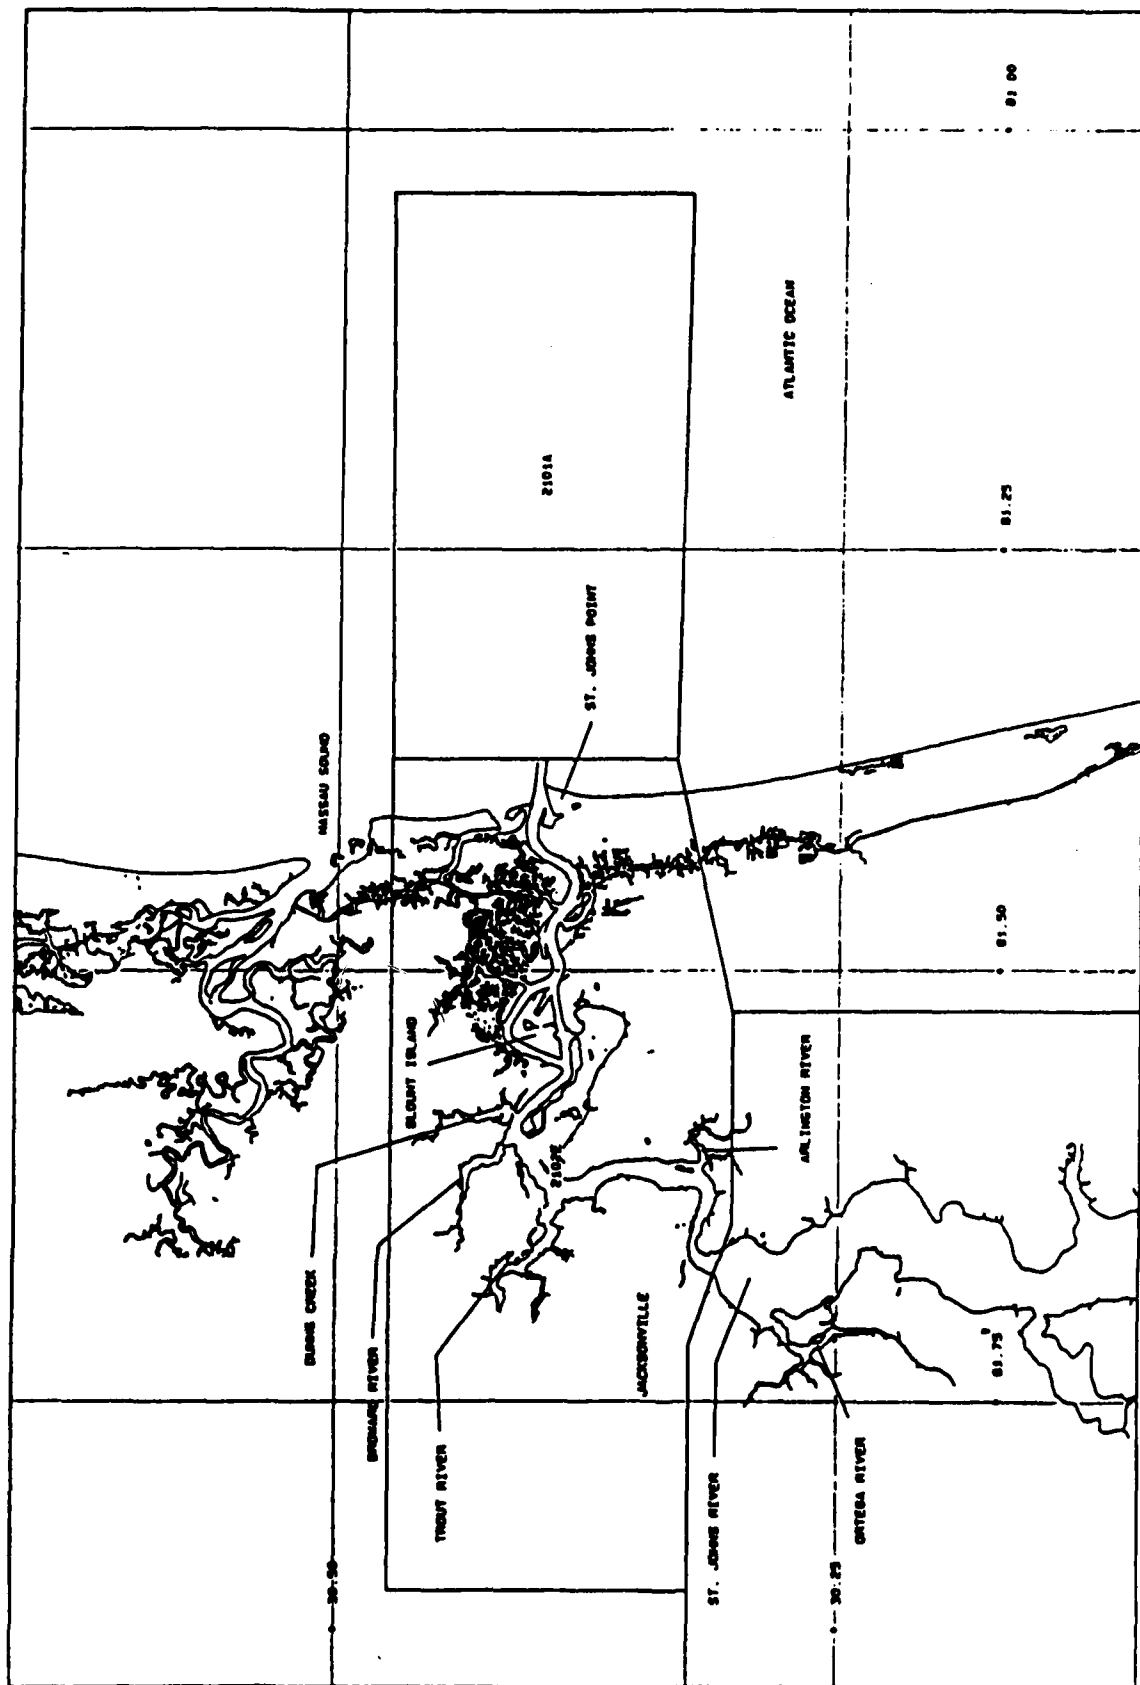 NASSAU SOUND
2101A
ATLANTIC OCEAN
81 00
81.25
ST. JOHNS POINT
81.50
BLOUNT ISLAND
ARLINGTON RIVER
DUNNS CREEK
BROWARD RIVER
TROUT RIVER
JACKSONVILLE
ST. JOHNS RIVER
ORTEGA RIVER
81.75
30.50
30.25